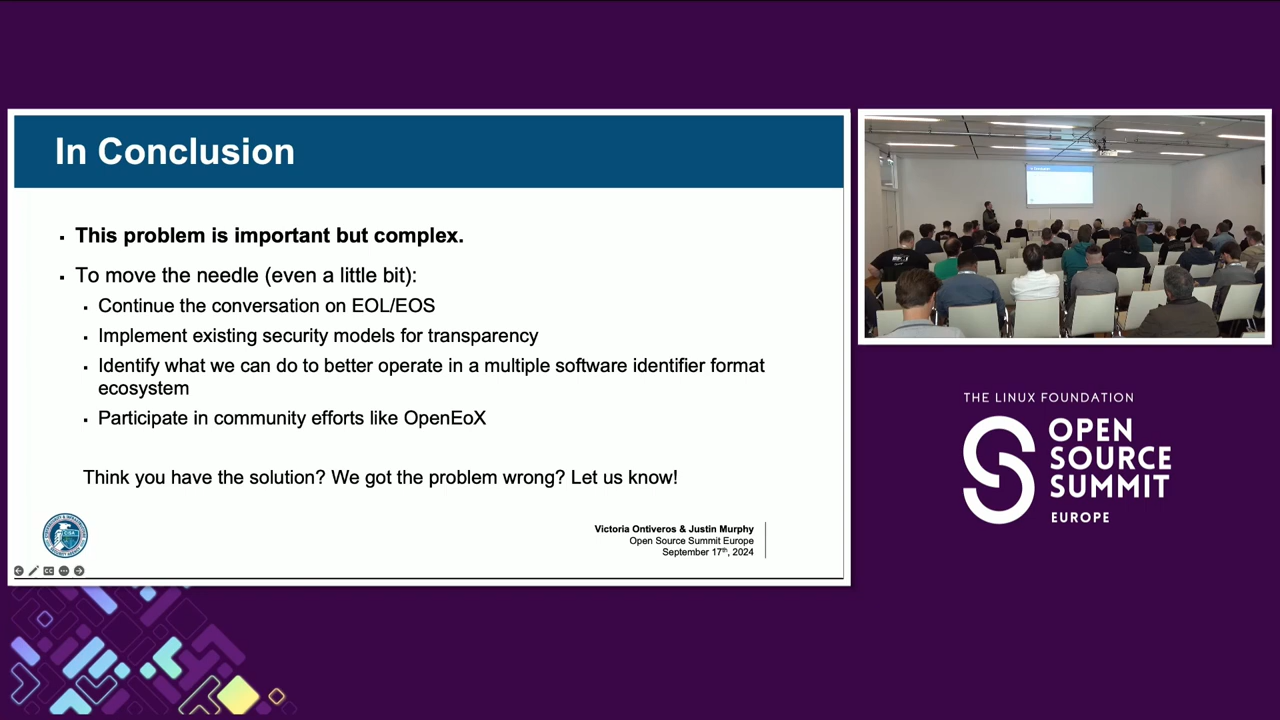 In Conclusion
This problem is important but complex.
To move the needle (even a little bit):
Continue the conversation on EOL/EOS
Implement existing security models for transparency
Identify what we can do to better operate in a multiple software identifier format
ecosystem
Participate in community efforts like OpenEoX
Think you have the solution? We got the problem wrong? Let us know!
Victoria Ontiveros & Justin Murphy
Open Source Summit Europe
September 17th, 2024
CISA
CC
In Conclusion
THE LINUX FOUNDATION
OPEN
SOURCE
SUMMIT
EUROPE